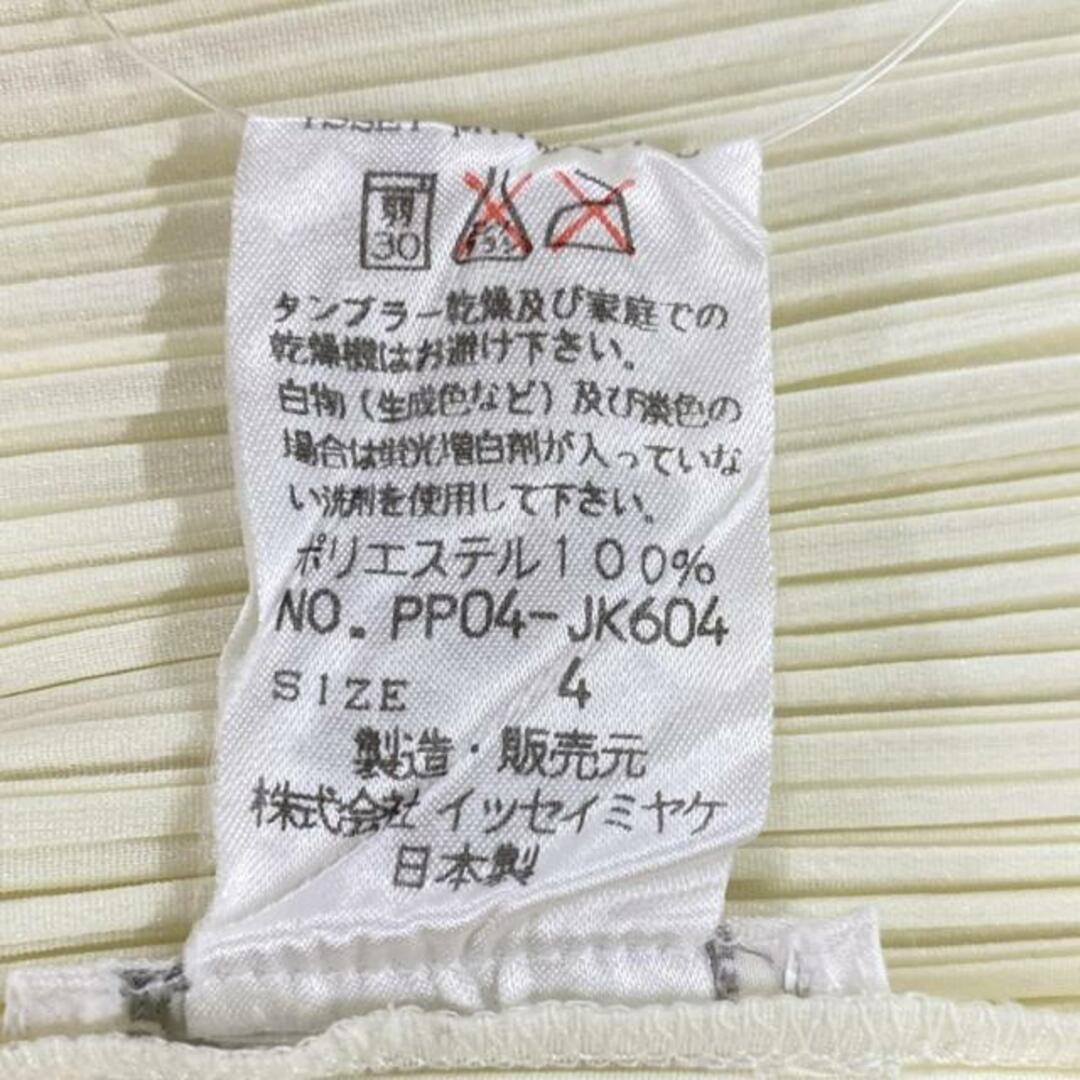 ISSEY
弱
30
タンブラー乾燥及び家庭での
乾燥機はお避け下さい。
白物（生成色など）及び淡色の
場合は蛍光増白剤が入っていな
い洗剤を使用して下さい。
ポリエステル100%
NO. PP04-JK604
SIZE 4
製造・販売元
株式会社イッセイミヤケ
日本製